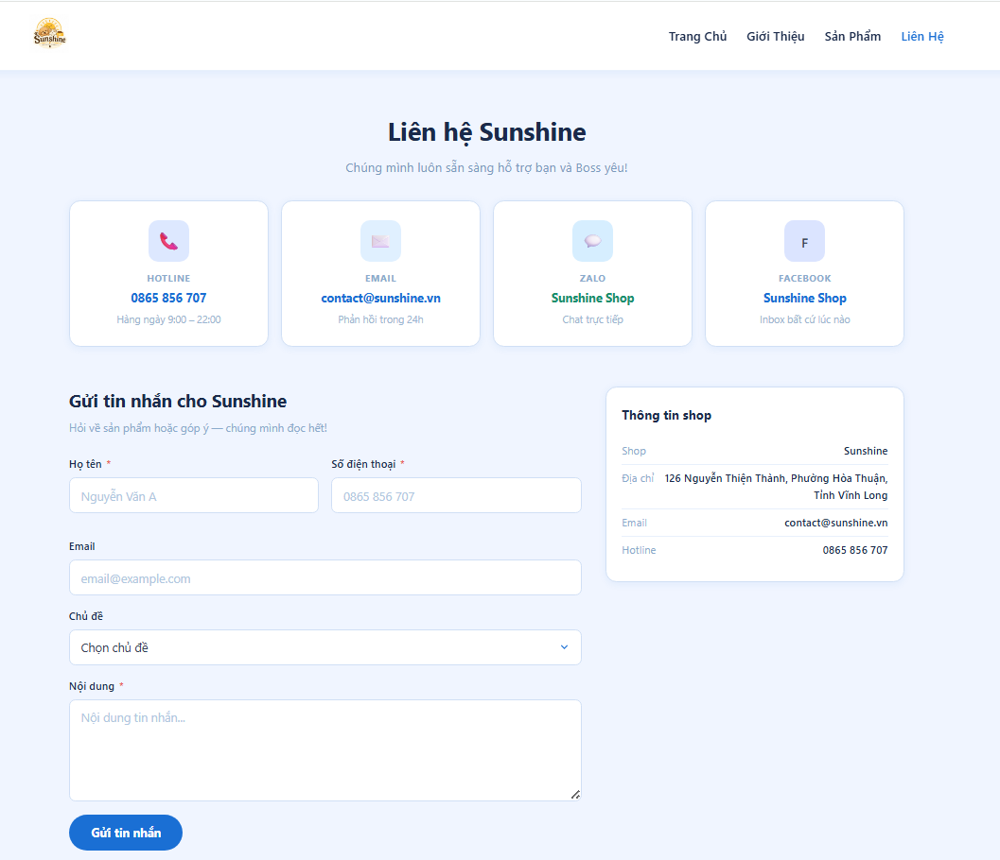 Sunshine
Trang Chủ
Giới Thiệu
Sản Phẩm
Liên Hệ
Liên hệ Sunshine
Chúng mình luôn sẵn sàng hỗ trợ bạn và Boss yêu!
HOTLINE
0865 856 707
Hàng ngày 9:00 – 22:00
EMAIL
contact@sunshine.vn
Phản hồi trong 24h
ZALO
Sunshine Shop
Chat trực tiếp
F
FACEBOOK
Sunshine Shop
Inbox bất cứ lúc nào
Gửi tin nhắn cho Sunshine
Hỏi về sản phẩm hoặc góp ý — chúng mình đọc hết!
Họ tên *
Nguyễn Văn A
Số điện thoại *
0865 856 707
Email
email@example.com
Chủ đề
Chọn chủ đề
Nội dung *
Nội dung tin nhắn...
Gửi tin nhắn
Thông tin shop
Shop
Sunshine
Địa chỉ
126 Nguyễn Thiện Thành, Phường Hòa Thuận,
Tỉnh Vĩnh Long
Email
contact@sunshine.vn
Hotline
0865 856 707